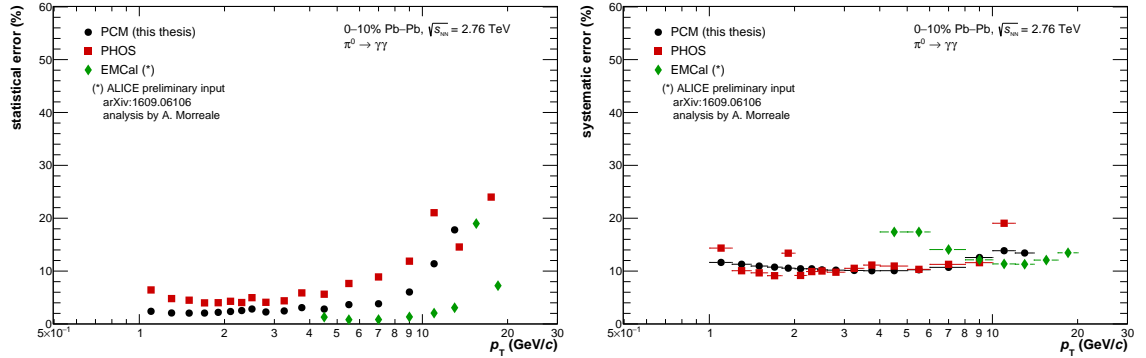 statistical error (%)
60
50
40
30
20
10
0
PCM (this thesis)
PHOS
EMCal (*)
(*) ALICE preliminary input
arXiv:1609.06106
analysis by A. Morreale
0–10% Pb–Pb, √sNN = 2.76 TeV
π0 → γγ
5×10−1 1 2 3 4 5 6 7 8 9 10 20 30
pT (GeV/c)
systematic error (%)
60
50
40
30
20
10
0
PCM (this thesis)
PHOS
EMCal (*)
(*) ALICE preliminary input
arXiv:1609.06106
analysis by A. Morreale
0–10% Pb–Pb, √sNN = 2.76 TeV
π0 → γγ
5×10−1 1 2 3 4 5 6 7 8 9 10 20 30
pT (GeV/c)